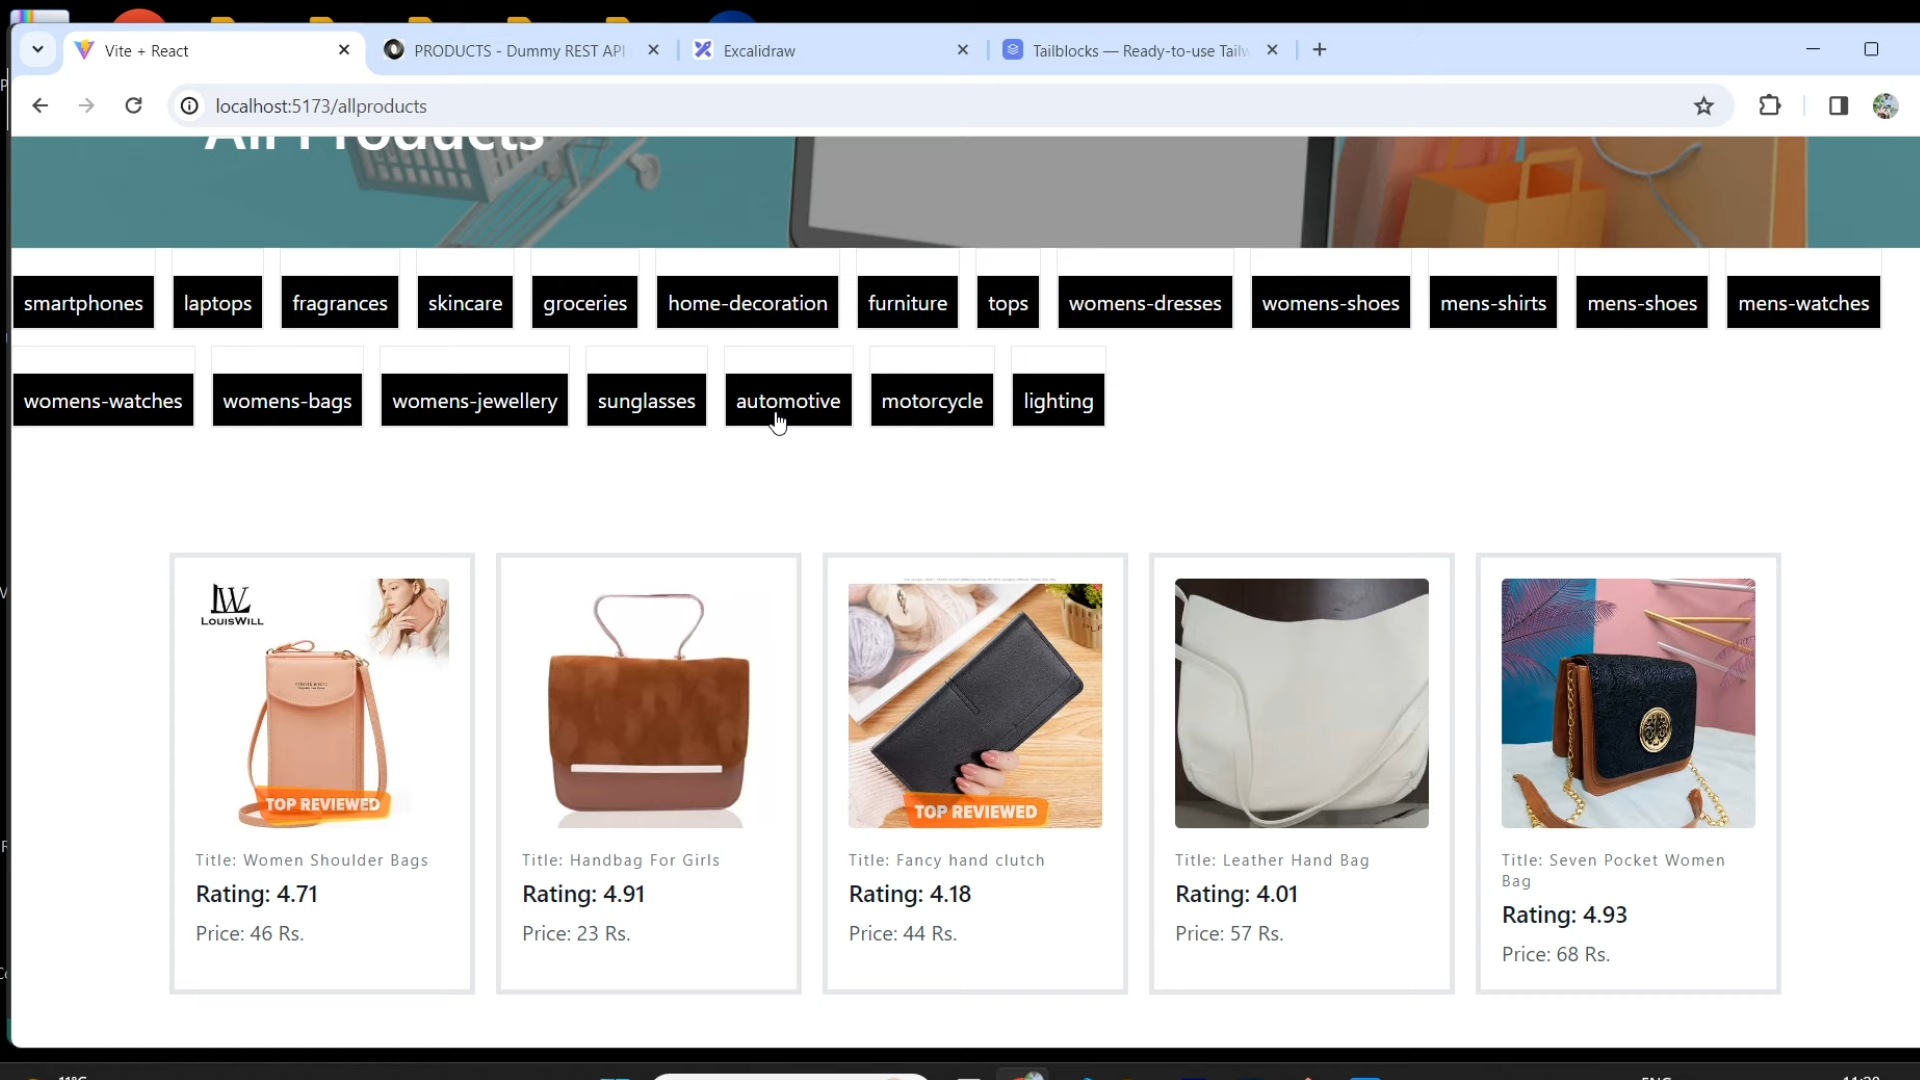 Vite + React
PRODUCTS - Dummy REST API
Excalidraw
Tailblocks — Ready-to-use Tailw
localhost:5173/allproducts
All Products
smartphones laptops fragrances skincare groceries home-decoration furniture tops womens-dresses womens-shoes mens-shirts mens-shoes mens-watches
womens-watches womens-bags womens-jewellery sunglasses automotive motorcycle lighting
LW
LOUISWILL
TOP REVIEWED
TOP REVIEWED
Title: Women Shoulder Bags
Rating: 4.71
Price: 46 Rs.
Title: Handbag For Girls
Rating: 4.91
Price: 23 Rs.
Title: Fancy hand clutch
Rating: 4.18
Price: 44 Rs.
Title: Leather Hand Bag
Rating: 4.01
Price: 57 Rs.
Title: Seven Pocket Women
Bag
Rating: 4.93
Price: 68 Rs.
11°C
ENG